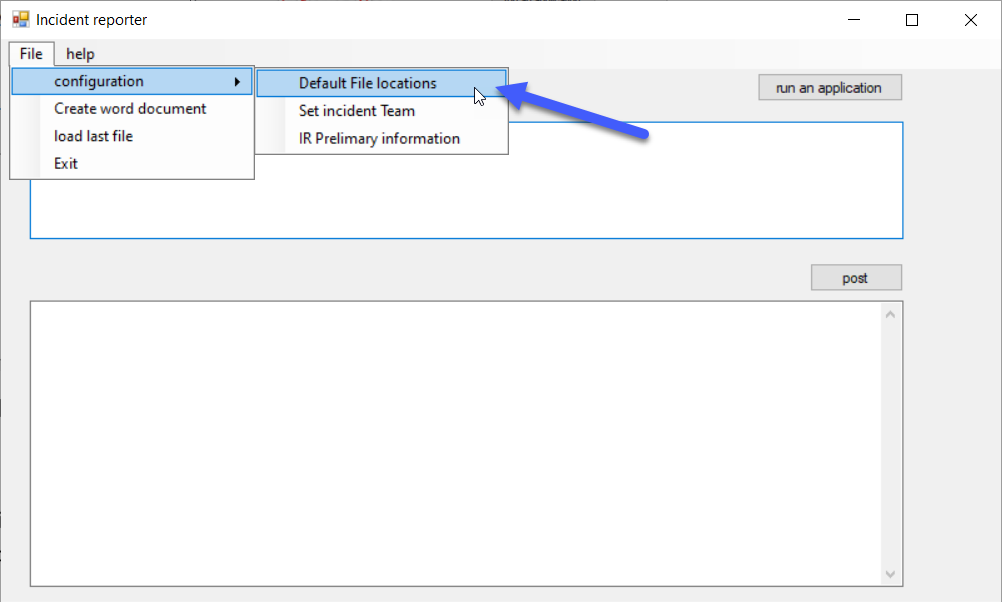 Incident reporter
File help
configuration
Default File locations
run an application
Create word document
Set incident Team
load last file
IR Prelimary information
Exit
post